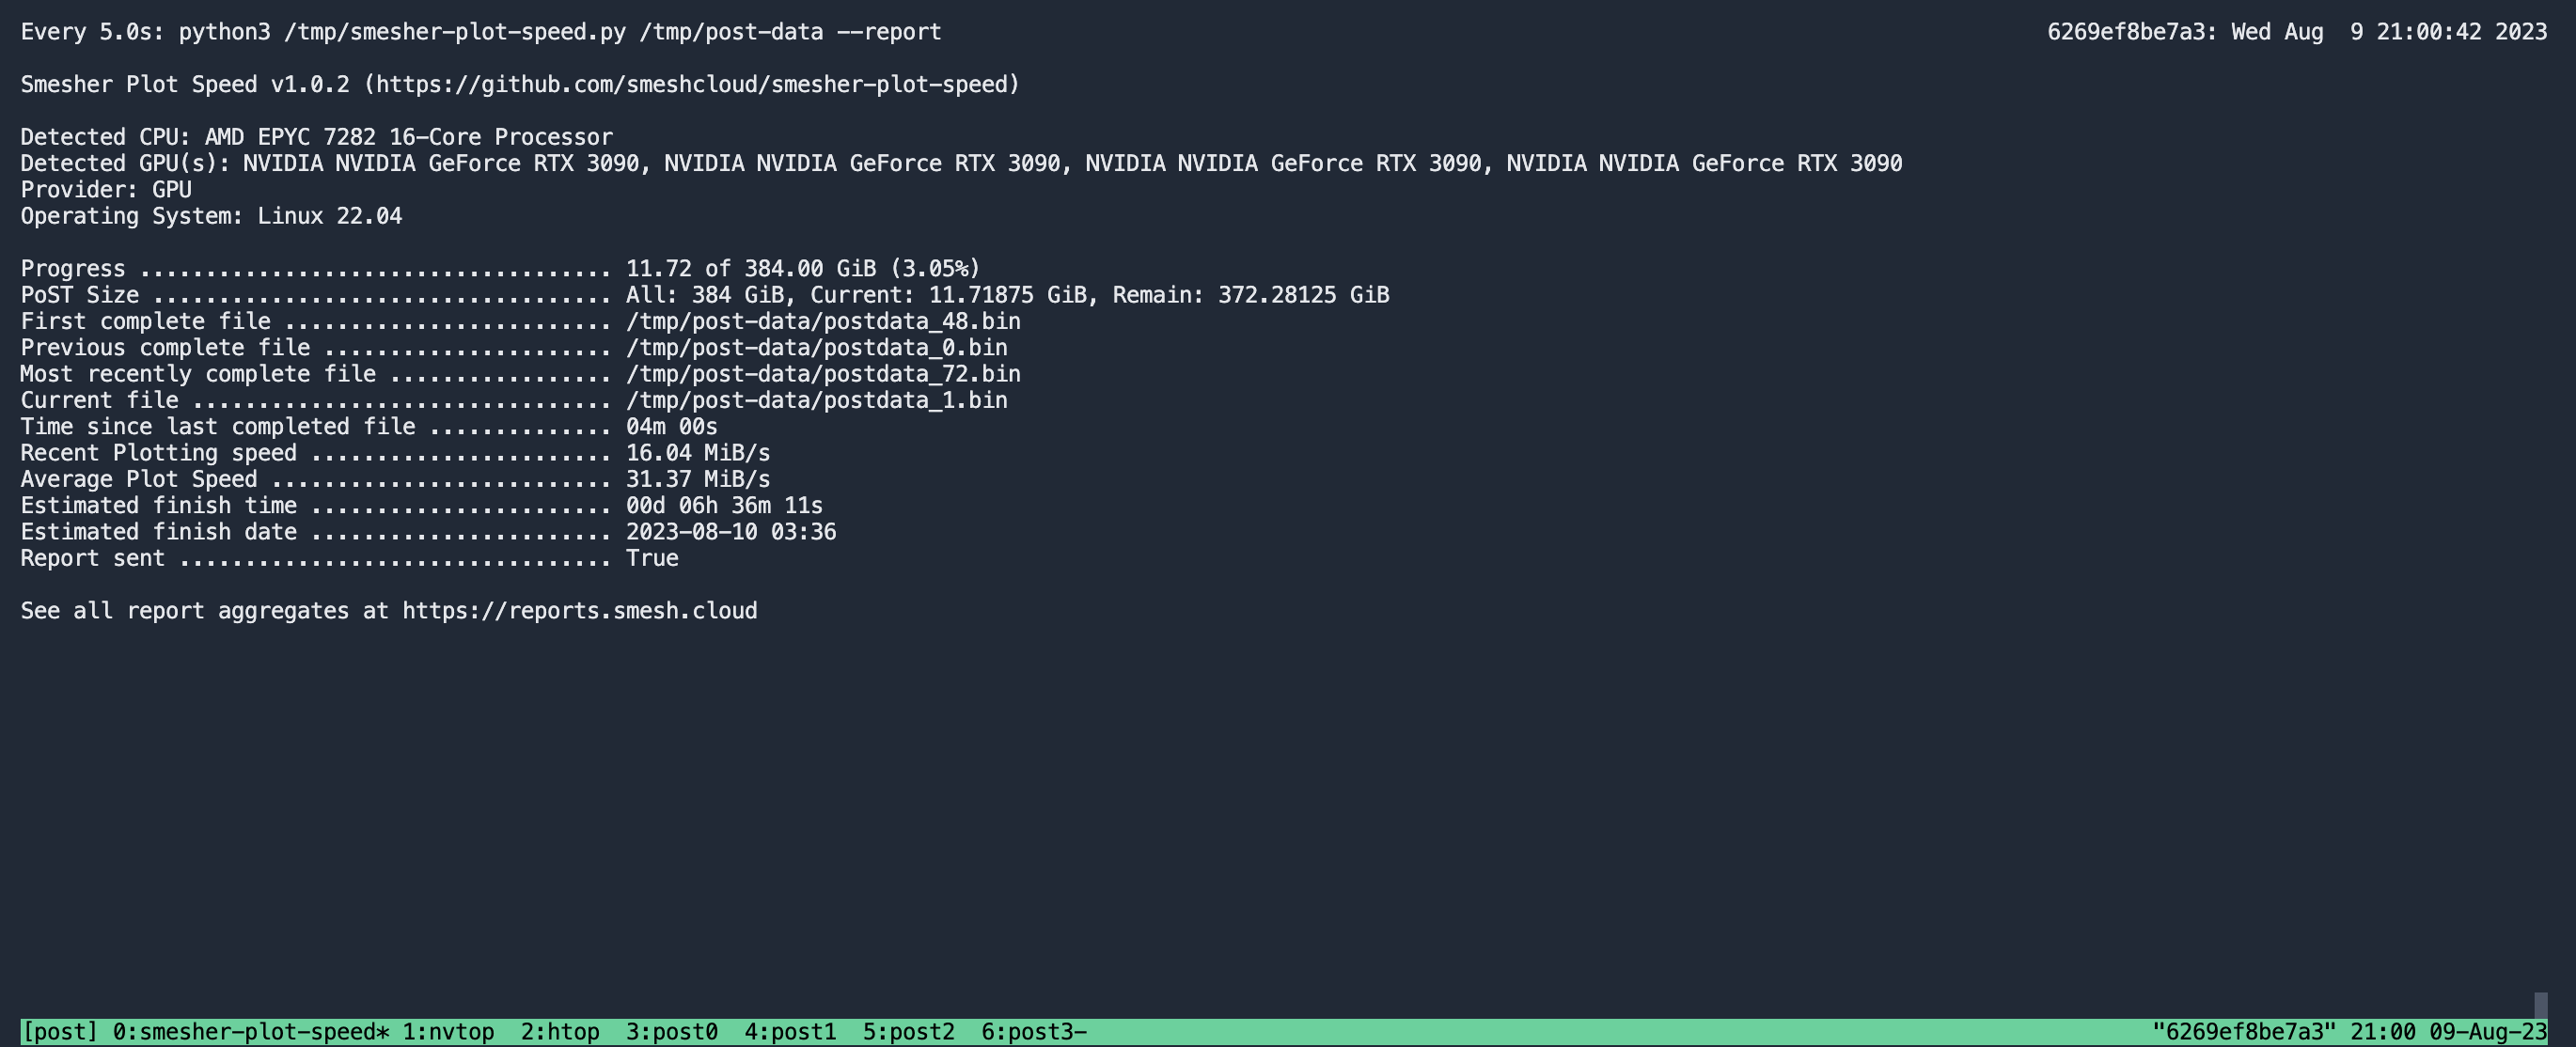 Every 5.0s: python3 /tmp/smesher-plot-speed.py /tmp/post-data --report 6269ef8be7a3: Wed Aug  9 21:00:42 2023
Smesher Plot Speed v1.0.2 (https://github.com/smeshcloud/smesher-plot-speed)
Detected CPU: AMD EPYC 7282 16-Core Processor
Detected GPU(s): NVIDIA NVIDIA GeForce RTX 3090, NVIDIA NVIDIA GeForce RTX 3090, NVIDIA NVIDIA GeForce RTX 3090, NVIDIA NVIDIA GeForce RTX 3090
Provider: GPU
Operating System: Linux 22.04
Progress .................................... 11.72 of 384.00 GiB (3.05%)
PoST Size ................................... All: 384 GiB, Current: 11.71875 GiB, Remain: 372.28125 GiB
First complete file ......................... /tmp/post-data/postdata_48.bin
Previous complete file ...................... /tmp/post-data/postdata_0.bin
Most recently complete file ................. /tmp/post-data/postdata_72.bin
Current file ................................ /tmp/post-data/postdata_1.bin
Time since last completed file .............. 04m 00s
Recent Plotting speed ....................... 16.04 MiB/s
Average Plot Speed .......................... 31.37 MiB/s
Estimated finish time ....................... 00d 06h 36m 11s
Estimated finish date ....................... 2023-08-10 03:36
Report sent ................................. True
See all report aggregates at https://reports.smesh.cloud
[post] 0:smesher-plot-speed* 1:nvtop  2:htop  3:post0  4:post1  5:post2  6:post3- "6269ef8be7a3" 21:00 09-Aug-23